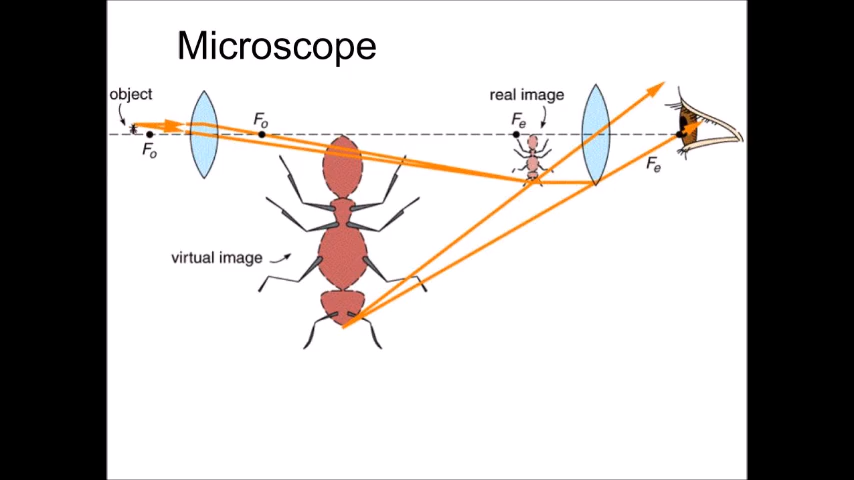 Microscope
object
real image
Fo
Fe
Fo
Fe
virtual image